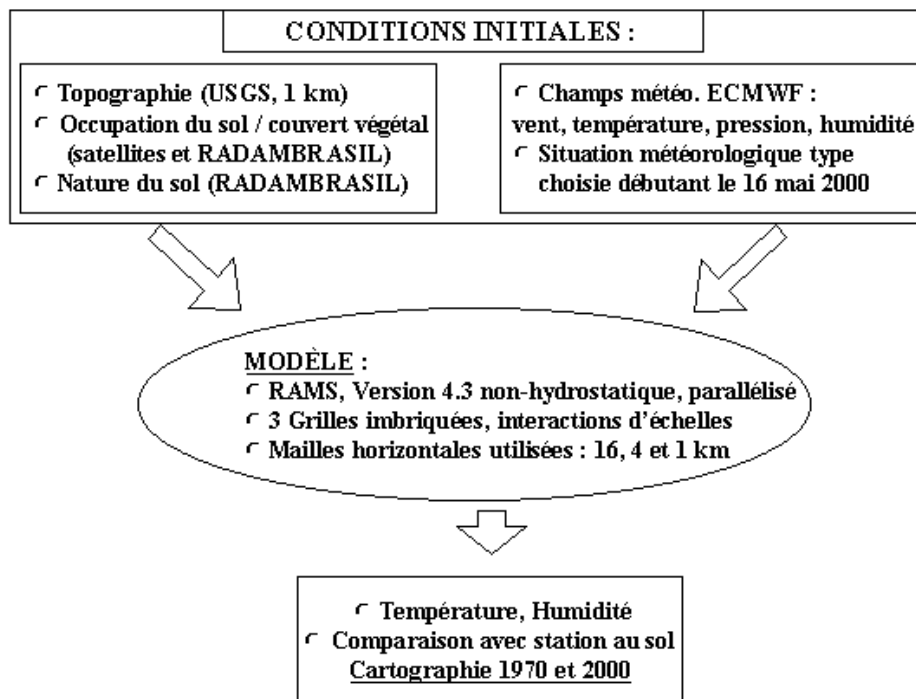 CONDITIONS INITIALES :
Topographie (USGS, 1 km)
Occupation du sol / couvert végétal
(satellites et RADAMBRASIL)
Nature du sol (RADAMBRASIL)
Champs météo. ECMWF :
vent, température, pression, humidité
Situation météorologique type
choisie débutant le 16 mai 2000
MODÈLE :
RAMS, Version 4.3 non-hydrostatique, parallélisé
3 Grilles imbriquées, interactions d'échelles
Mailles horizontales utilisées : 16, 4 et 1 km
Température, Humidité
Comparaison avec station au sol
Cartographie 1970 et 2000